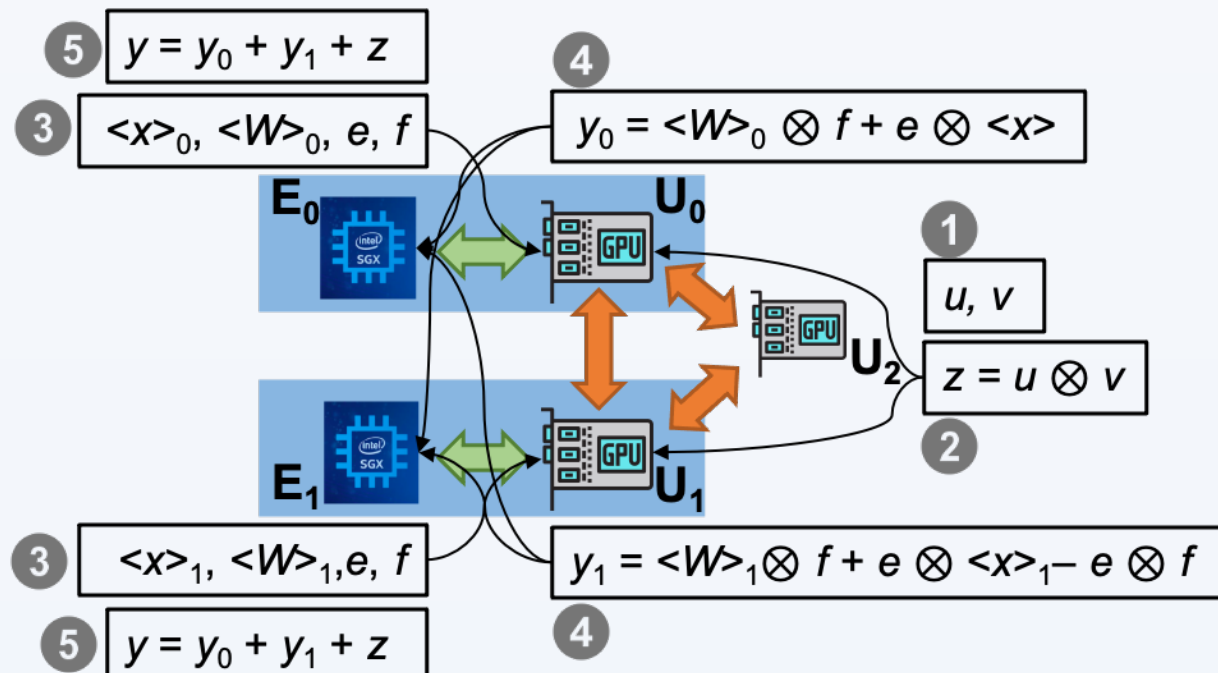 5
y = y₀ + y₁ + z
4
3
<x>₀, <W>₀, e, f
y₀ = <W>₀ ⊗ f + e ⊗ <x>
E₀
intel
SGX
U₀
GPU
1
u, v
GPU
U₂
z = u ⊗ v
2
E₁
intel
SGX
GPU
U₁
3
<x>₁, <W>₁,e, f
y₁ = <W>₁⊗ f + e ⊗ <x>₁– e ⊗ f
4
5
y = y₀ + y₁ + z